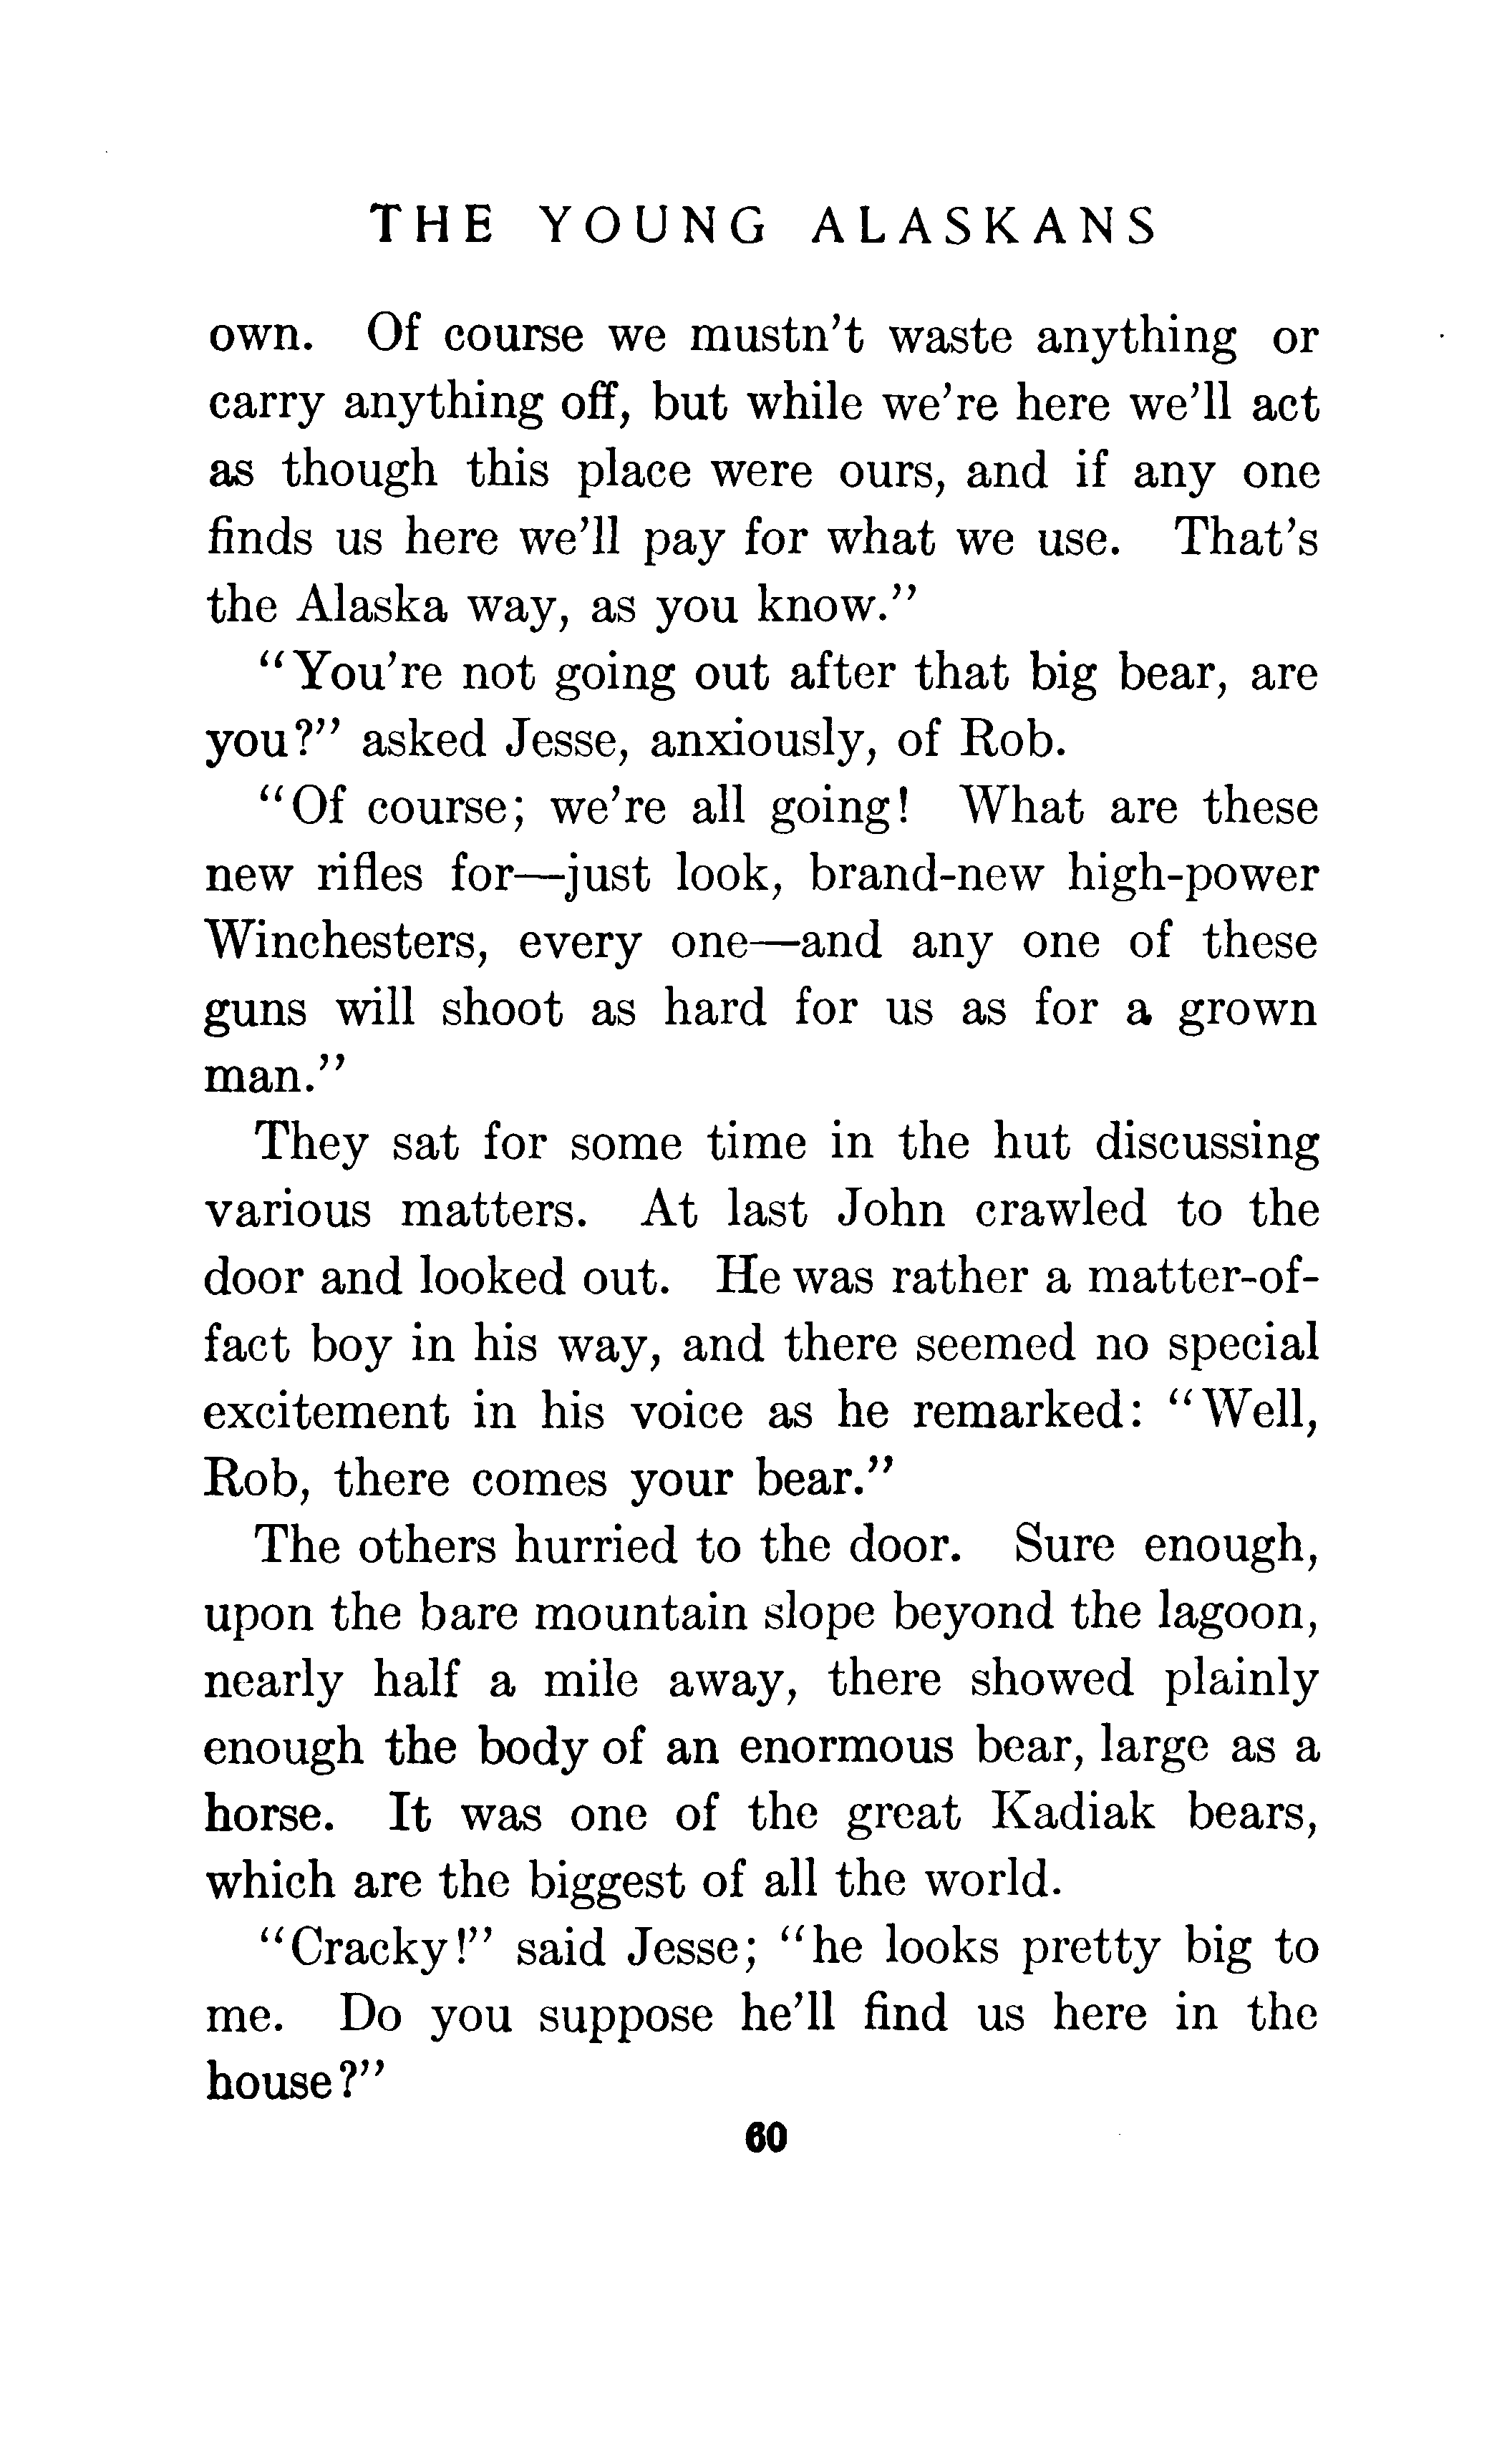 THE YOUNG ALASKANS
own. Of course we mustn't waste anything or
carry anything off, but while we're here we'll act
as though this place were ours, and if any one
finds us here we'll pay for what we use. That's
the Alaska way, as you know."
"You're not going out after that big bear, are
you?" asked Jesse, anxiously, of Rob.
"Of course; we're all going! What are these
new rifles for—just look, brand-new high-power
Winchesters, every one—and any one of these
guns will shoot as hard for us as for a grown
man."
They sat for some time in the hut discussing
various matters. At last John crawled to the
door and looked out. He was rather a matter-of-
fact boy in his way, and there seemed no special
excitement in his voice as he remarked: "Well,
Rob, there comes your bear."
The others hurried to the door. Sure enough,
upon the bare mountain slope beyond the lagoon,
nearly half a mile away, there showed plainly
enough the body of an enormous bear, large as a
horse. It was one of the great Kadiak bears,
which are the biggest of all the world.
"Cracky!" said Jesse; "he looks pretty big to
me. Do you suppose he'll find us here in the
house?"
60